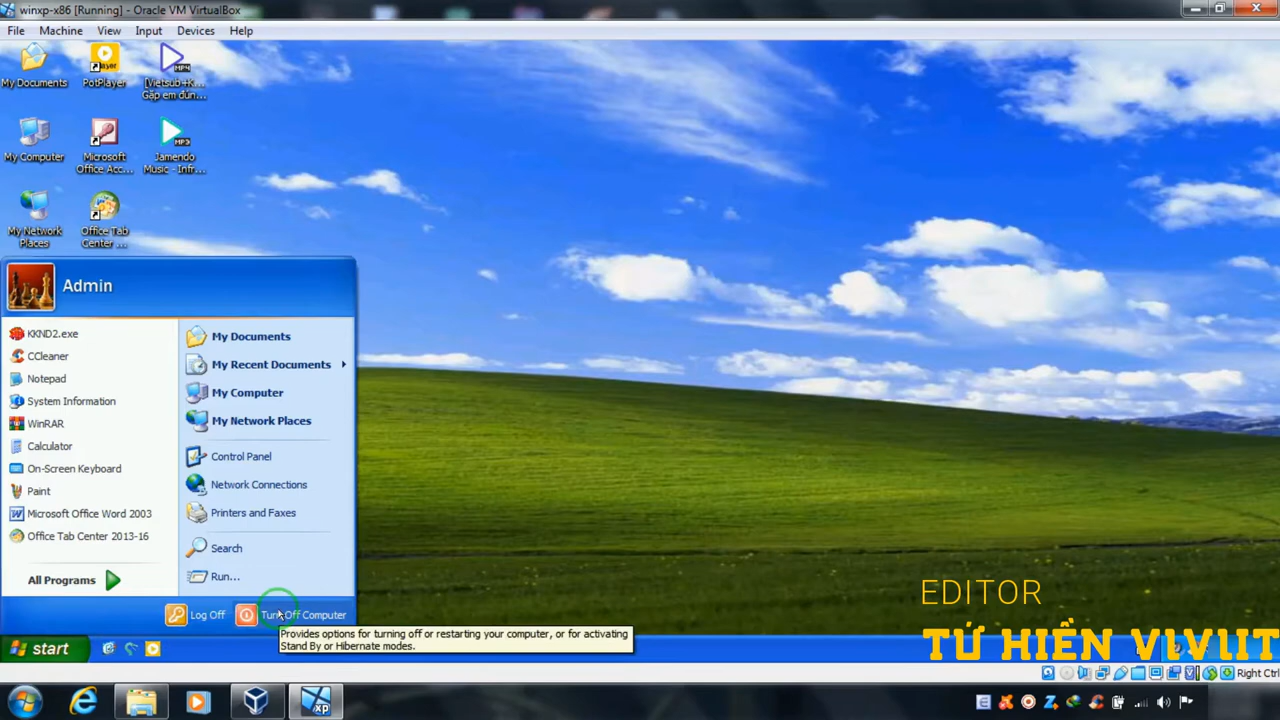 winxp-x86 [Running] - Oracle VM VirtualBox
File Machine View Input Devices Help
My Documents
PotPlayer
[Vietsub+K...
Gặp em đún...
My Computer
Microsoft
Office Acc...
Jamendo
Music - Infr...
My Network
Places
Office Tab
Center ...
Admin
KKND2.exe
CCleaner
Notepad
System Information
WinRAR
Calculator
On-Screen Keyboard
Paint
Microsoft Office Word 2003
Office Tab Center 2013-16
All Programs
My Documents
My Recent Documents
My Computer
My Network Places
Control Panel
Network Connections
Printers and Faxes
Search
Run...
Log Off
Turn Off Computer
Provides options for turning off or restarting your computer, or for activating
Stand By or Hibernate modes.
start
EDITOR
TỨ HIỀN VLVLIT
Right Ctrl